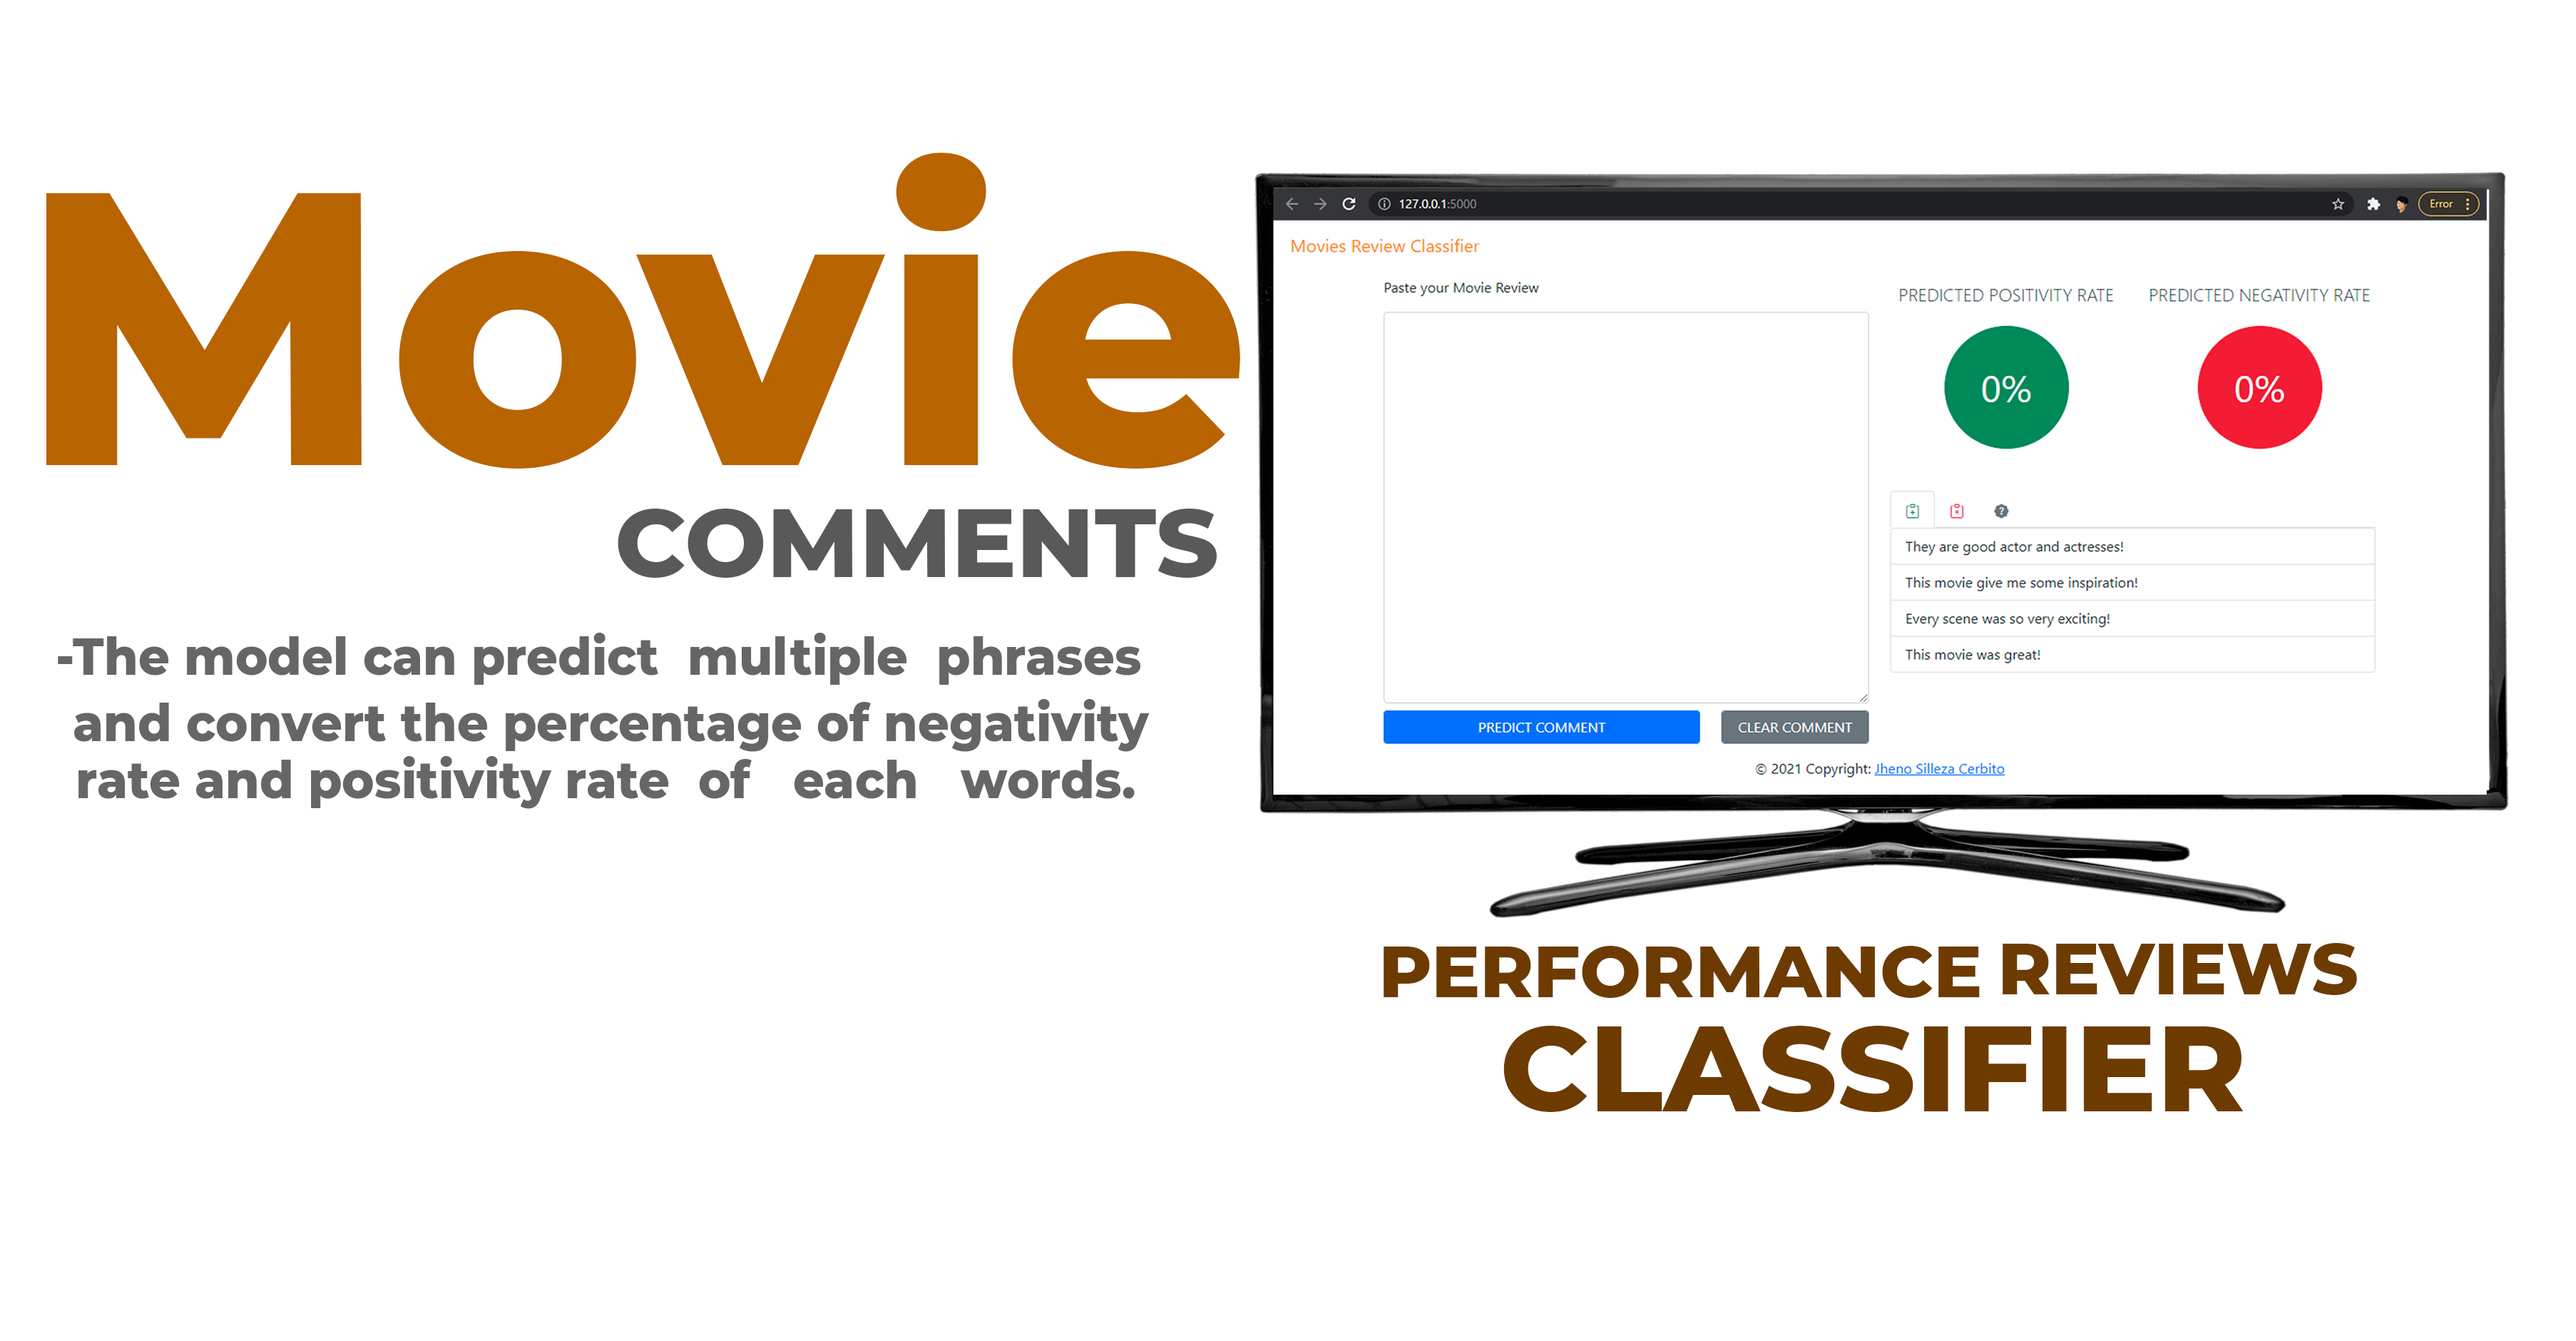 Movie
COMMENTS
-The model can predict multiple phrases
and convert the percentage of negativity
rate and positivity rate of each words.
127.0.0.1:5000
Error
Movies Review Classifier
Paste your Movie Review
PREDICTED POSITIVITY RATE
PREDICTED NEGATIVITY RATE
0%
0%
They are good actor and actresses!
This movie give me some inspiration!
Every scene was so very exciting!
This movie was great!
PREDICT COMMENT
CLEAR COMMENT
© 2021 Copyright: Jheno Silleza Cerbito
PERFORMANCE REVIEWS
CLASSIFIER